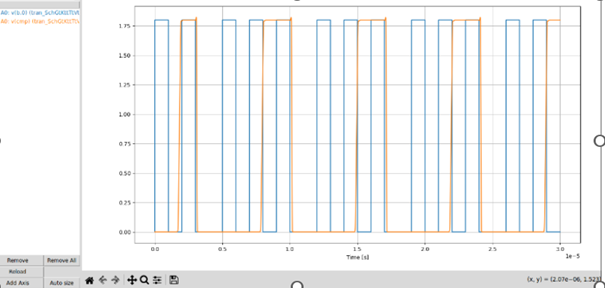 1.75
1.50
1.25
1.00
0.75
0.50
0.25
0.00
0.0
0.5
1.0
1.5
2.0
2.5
3.0
Time [s]
1e-5
Remove
Remove All
Reload
Add Axis
Auto size
(x, y) = (2.07e-06, 1.523)